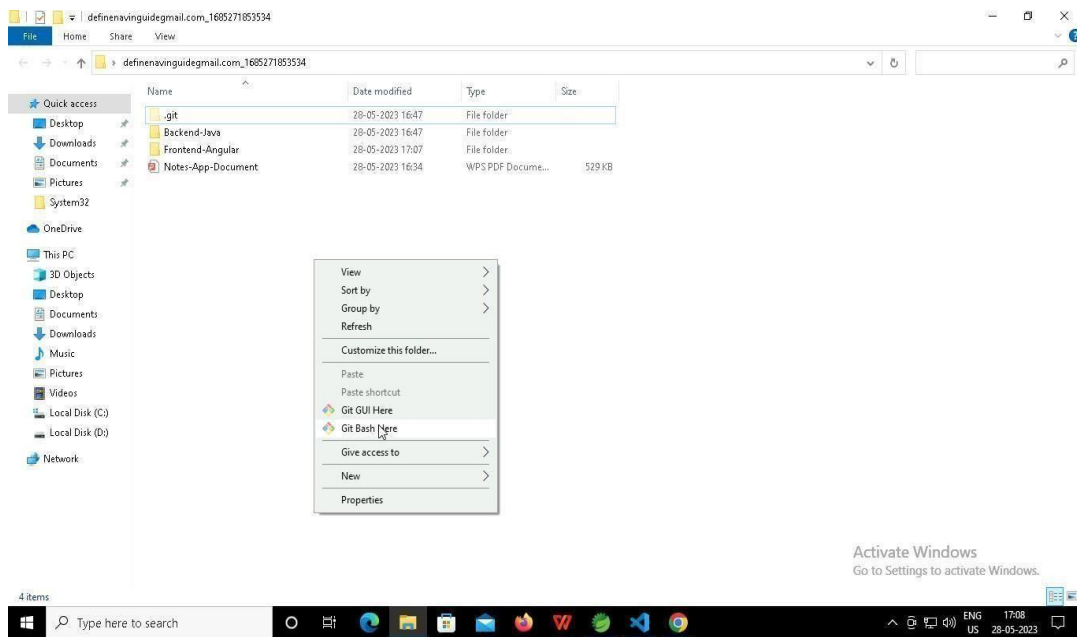 definenavinguidegmail.com_1685271853534
File Home Share View
definenavinguidegmail.com_1685271853534
Name Date modified Type Size
Quick access
Desktop
Downloads
Documents
Pictures
System32
OneDrive
This PC
3D Objects
Desktop
Documents
Downloads
Music
Pictures
Videos
Local Disk (C:)
Local Disk (D:)
Network
.git 28-05-2023 16:47 File folder
Backend-Java 28-05-2023 16:47 File folder
Frontend-Angular 28-05-2023 17:07 File folder
Notes-App-Document 28-05-2023 16:34 WPS PDF Docume... 529 KB
View
Sort by
Group by
Refresh
Customize this folder...
Paste
Paste shortcut
Git GUI Here
Git Bash Here
Give access to
New
Properties
Activate Windows
Go to Settings to activate Windows.
4 items
Type here to search
ENG 17:08
US 28-05-2023